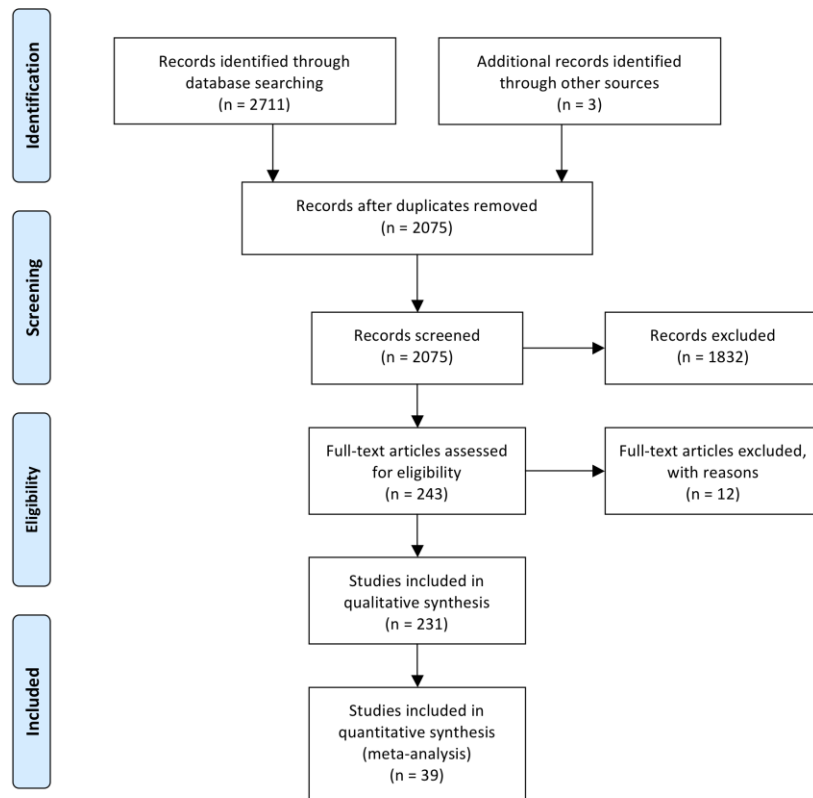 Identification
Records identified through
database searching
(n = 2711)
Additional records identified
through other sources
(n = 3)
Records after duplicates removed
(n = 2075)
Screening
Records screened
(n = 2075)
Records excluded
(n = 1832)
Eligibility
Full-text articles assessed
for eligibility
(n = 243)
Full-text articles excluded,
with reasons
(n = 12)
Studies included in
qualitative synthesis
(n = 231)
Included
Studies included in
quantitative synthesis
(meta-analysis)
(n = 39)